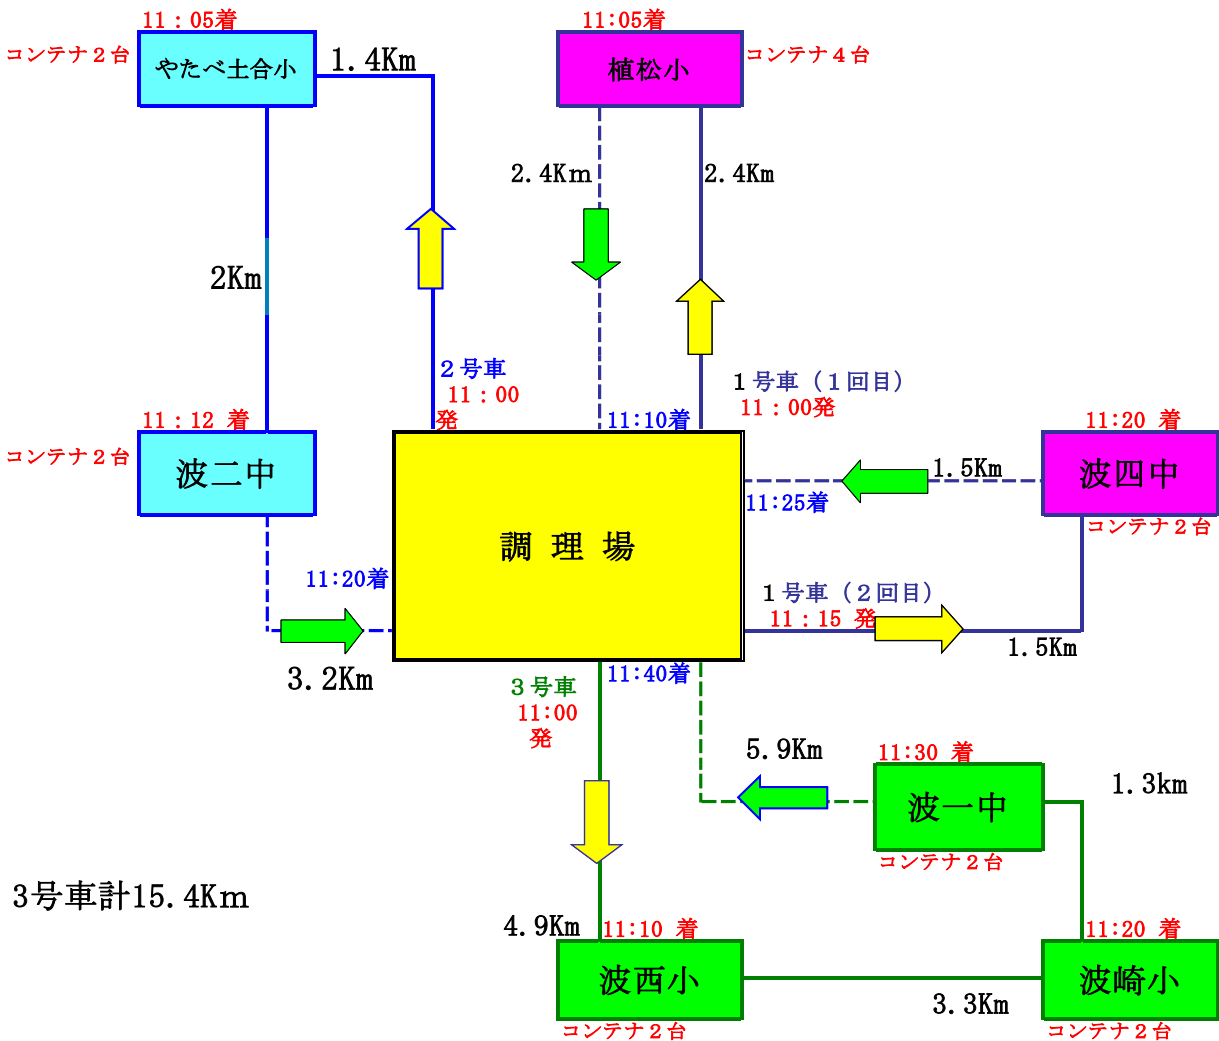 11：05着
コンテナ２台
やたべ土合小
1.4Km
11:05着
植松小
コンテナ４台
2.4Kｍ
2.4Km
2Km
２号車
11：00
発
11:10着
１号車（１回目）
11：00発
11：12 着
コンテナ２台
波二中
11:20着
3.2Km
調 理 場
1.5Km
11:25着
11:20 着
波四中
コンテナ２台
１号車（２回目）
11：15 発
1.5Km
11:40着
３号車
11:00
発
5.9Km
11:30 着
波一中
コンテナ２台
1.3km
3号車計15.4Kｍ
4.9Km
11:10 着
波西小
コンテナ２台
3.3Km
11:20 着
波崎小
コンテナ２台